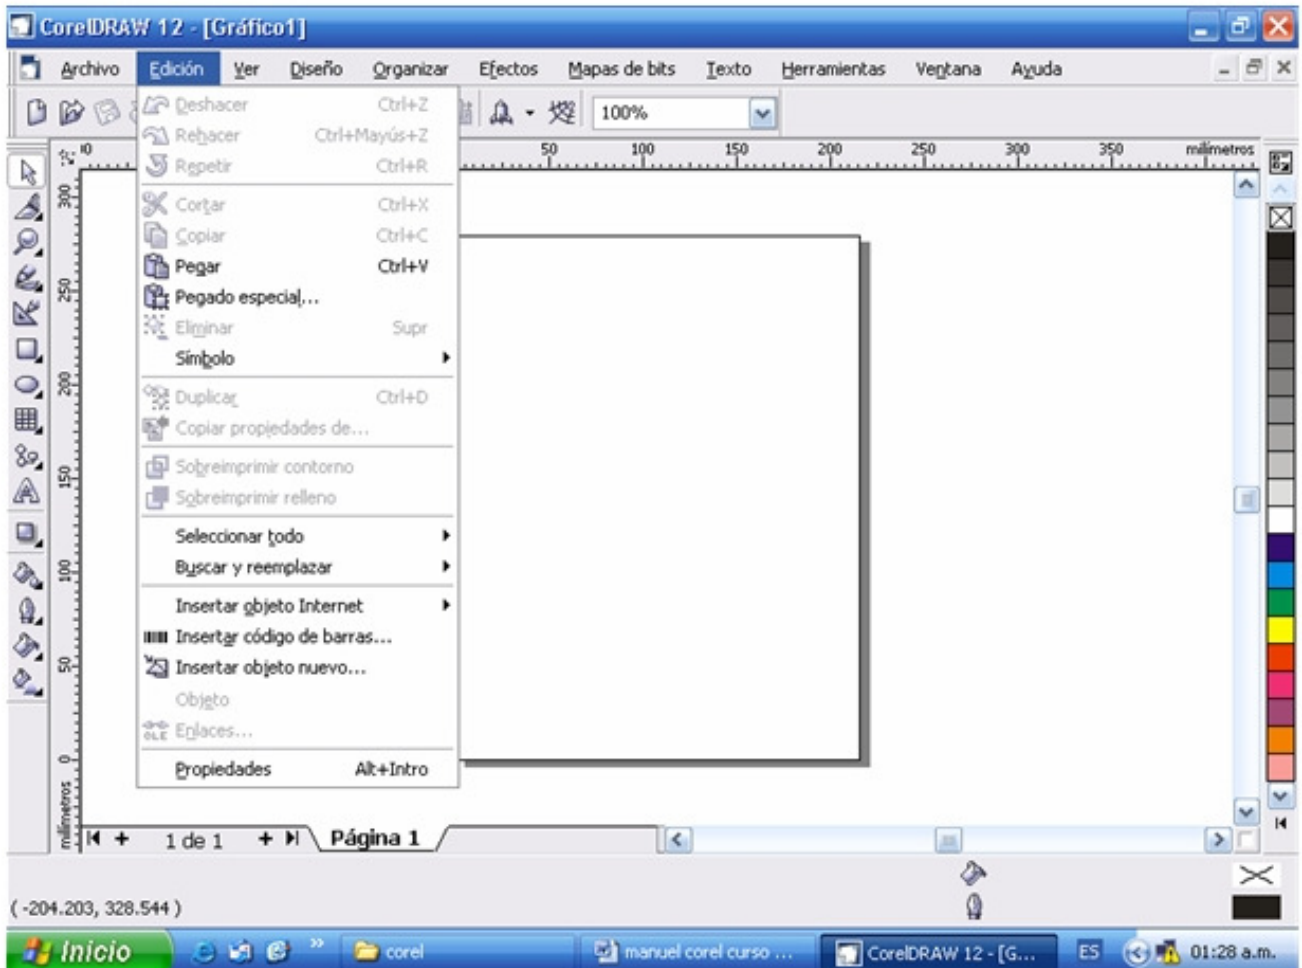 CorelDRAW 12 - [Gráfico1]
Archivo Edición Ver Diseño Organizar Efectos Mapas de bits Texto Herramientas Ventana Ayuda
100%
Deshacer Ctrl+Z
Rehacer Ctrl+Mayús+Z
Repetir Ctrl+R
Cortar Ctrl+X
Copiar Ctrl+C
Pegar Ctrl+V
Pegado especial...
Eliminar Supr
Símbolo
Duplicar Ctrl+D
Copiar propiedades de...
Sobreimprimir contorno
Sobreimprimir relleno
Seleccionar todo
Buscar y reemplazar
Insertar objeto Internet
Insertar código de barras...
Insertar objeto nuevo...
Objeto
Enlaces...
Propiedades Alt+Intro
50 100 150 200 250 300 350 milímetros
300
250
200
150
100
50
0
milímetros
1 de 1 Página 1
( -204.203, 328.544 )
Inicio » corel manuel corel curso ... CorelDRAW 12 - [G... ES 01:28 a.m.